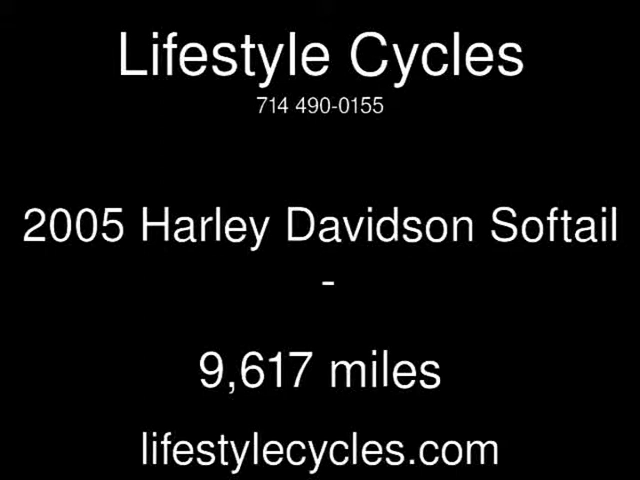 Lifestyle Cycles
714 490-0155
2005 Harley Davidson Softail
-
9,617 miles
lifestylecycles.com